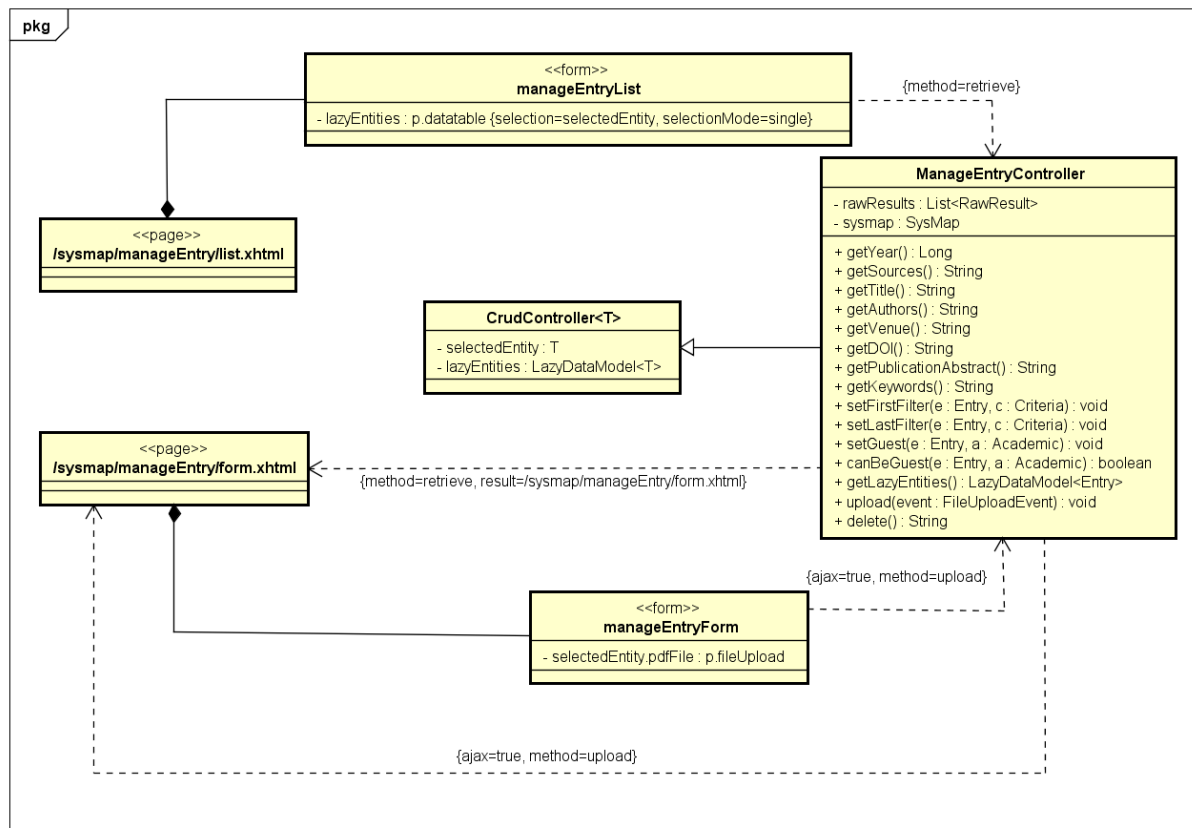 pkg
<<form>>
manageEntryList
- lazyEntities : p.datatable {selection=selectedEntity, selectionMode=single}
{method=retrieve}
ManageEntryController
- rawResults : List<RawResult>
- sysmap : SysMap
+ getYear() : Long
+ getSources() : String
+ getTitle() : String
+ getAuthors() : String
+ getVenue() : String
+ getDOI() : String
+ getPublicationAbstract() : String
+ getKeywords() : String
+ setFirstFilter(e : Entry, c : Criteria) : void
+ setLastFilter(e : Entry, c : Criteria) : void
+ setGuest(e : Entry, a : Academic) : void
+ canBeGuest(e : Entry, a : Academic) : boolean
+ getLazyEntities() : LazyDataModel<Entry>
+ upload(event : FileUploadEvent) : void
+ delete() : String
<<page>>
/sysmap/manageEntry/list.xhtml
CrudController<T>
- selectedEntity : T
- lazyEntities : LazyDataModel<T>
<<page>>
/sysmap/manageEntry/form.xhtml
{method=retrieve, result=/sysmap/manageEntry/form.xhtml}
{ajax=true, method=upload}
<<form>>
manageEntryForm
- selectedEntity.pdfFile : p.fileUpload
{ajax=true, method=upload}